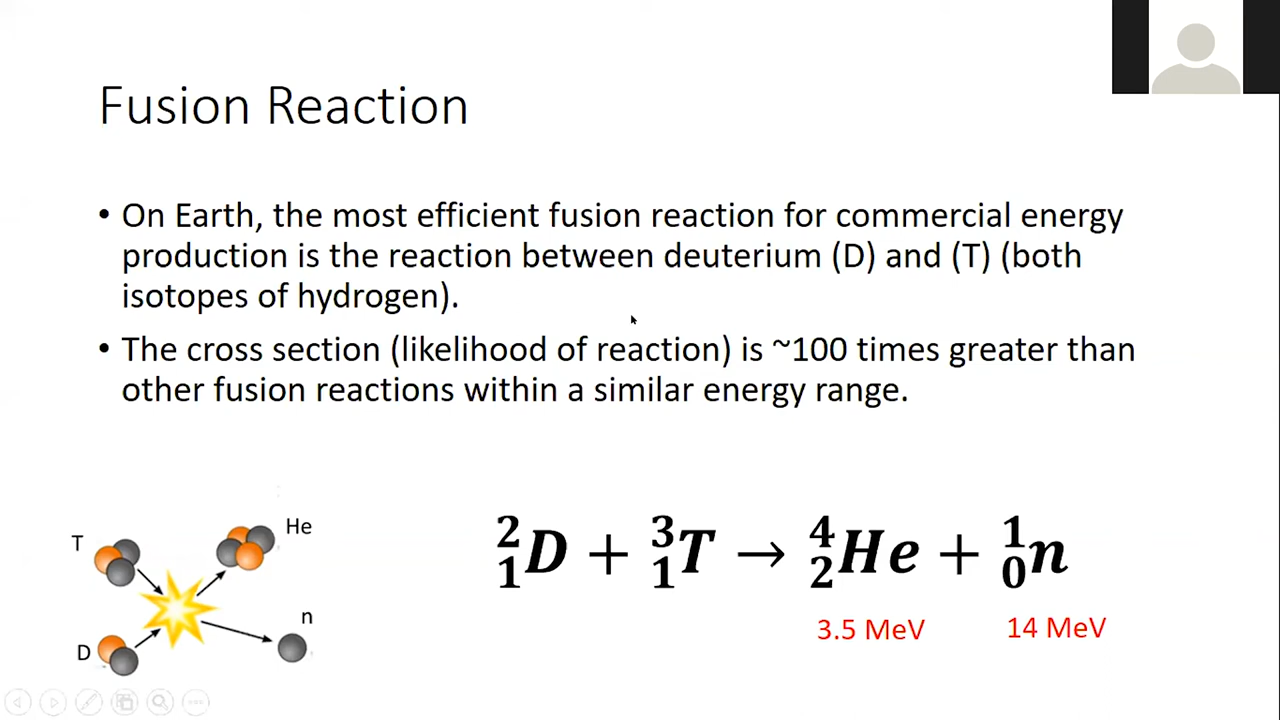 Fusion Reaction
• On Earth, the most efficient fusion reaction for commercial energy
production is the reaction between deuterium (D) and (T) (both
isotopes of hydrogen).
• The cross section (likelihood of reaction) is ~100 times greater than
other fusion reactions within a similar energy range.
T
He
n
D
²₁D + ³₁T → ⁴₂He + ¹₀n
3.5 MeV 14 MeV